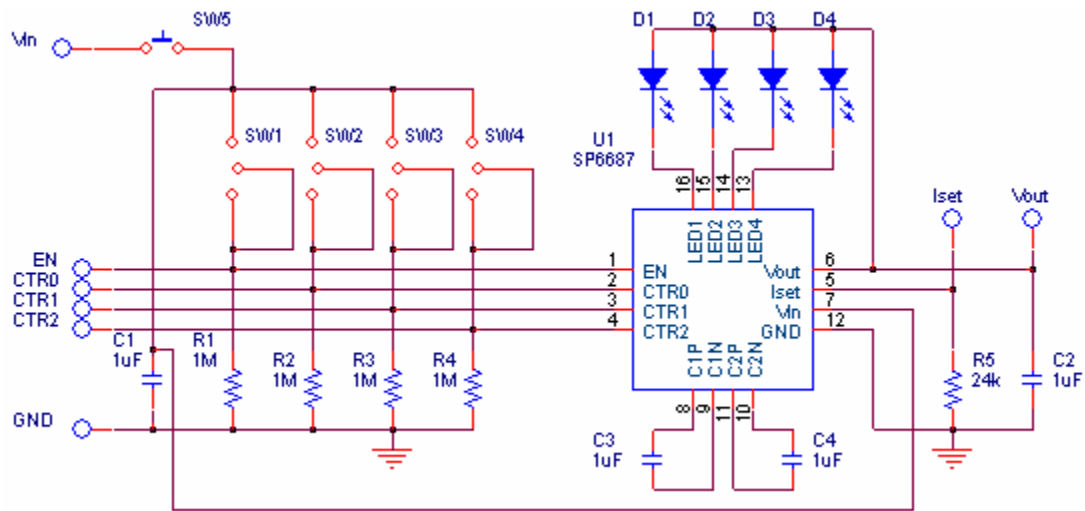 SW5
Vin
D1 D2 D3 D4
SW1 SW2 SW3 SW4
U1
SP6687
16 15 14 13
LED1 LED2 LED3 LED4
Iset Vout
EN 1 EN Vout 6
CTR0 2 CTR0 Iset 5
CTR1 3 CTR1 Vin 7
CTR2 4 CTR2 GND 12
C1P C1N C2P C2N
8 9 11 10
C1
1uF
R1
1M
R2
1M
R3
1M
R4
1M
R5
24k
C2
1uF
GND
C3
1uF
C4
1uF